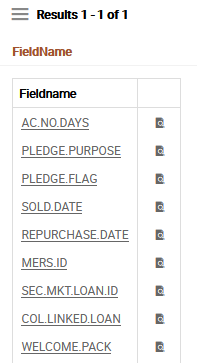 Results 1 - 1 of 1
FieldName
Fieldname
AC.NO.DAYS
PLEDGE.PURPOSE
PLEDGE.FLAG
SOLD.DATE
REPURCHASE.DATE
MERS.ID
SEC.MKT.LOAN.ID
COL.LINKED.LOAN
WELCOME.PACK